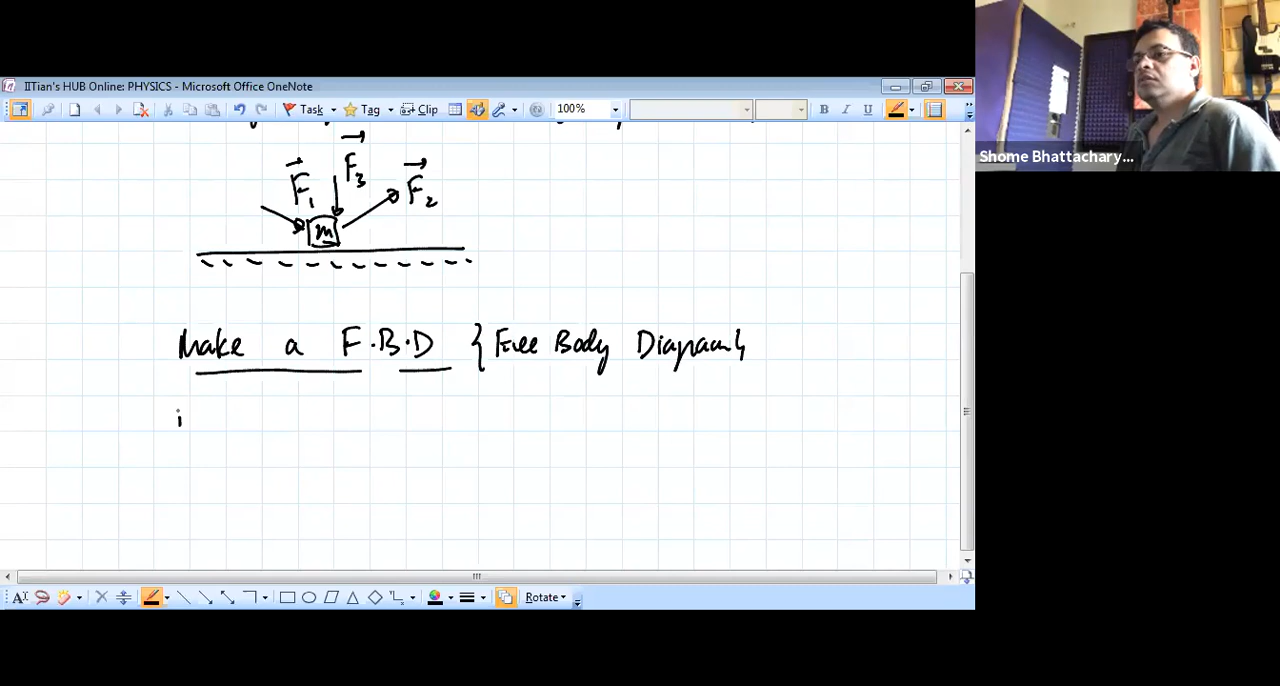 IITian's HUB Online: PHYSICS - Microsoft Office OneNote
Task Tag Clip 100% B I U
F₃
F₁ F₂
m
Make a F.B.D {Free Body Diagram}
i
Rotate
Shome Bhattachary...